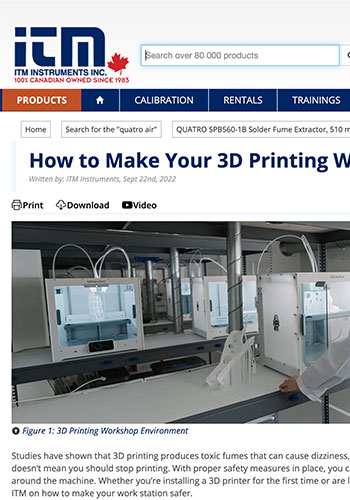 itm
ITM INSTRUMENTS INC.
100% CANADIAN OWNED SINCE 1983
Search over 80 000 products
PRODUCTS CALIBRATION RENTALS TRAININGS
Home Search for the "quatro air" QUATRO SPB560-1B Solder Fume Extractor, 510 m
How to Make Your 3D Printing W
Written by: ITM Instruments, Sept 22nd, 2022
Print Download Video
Figure 1: 3D Printing Workshop Environment
Studies have shown that 3D printing produces toxic fumes that can cause dizziness,
doesn't mean you should stop printing. With proper safety measures in place, you c
around the machine. Whether you're installing a 3D printer for the first time or are l
ITM on how to make your work station safer.